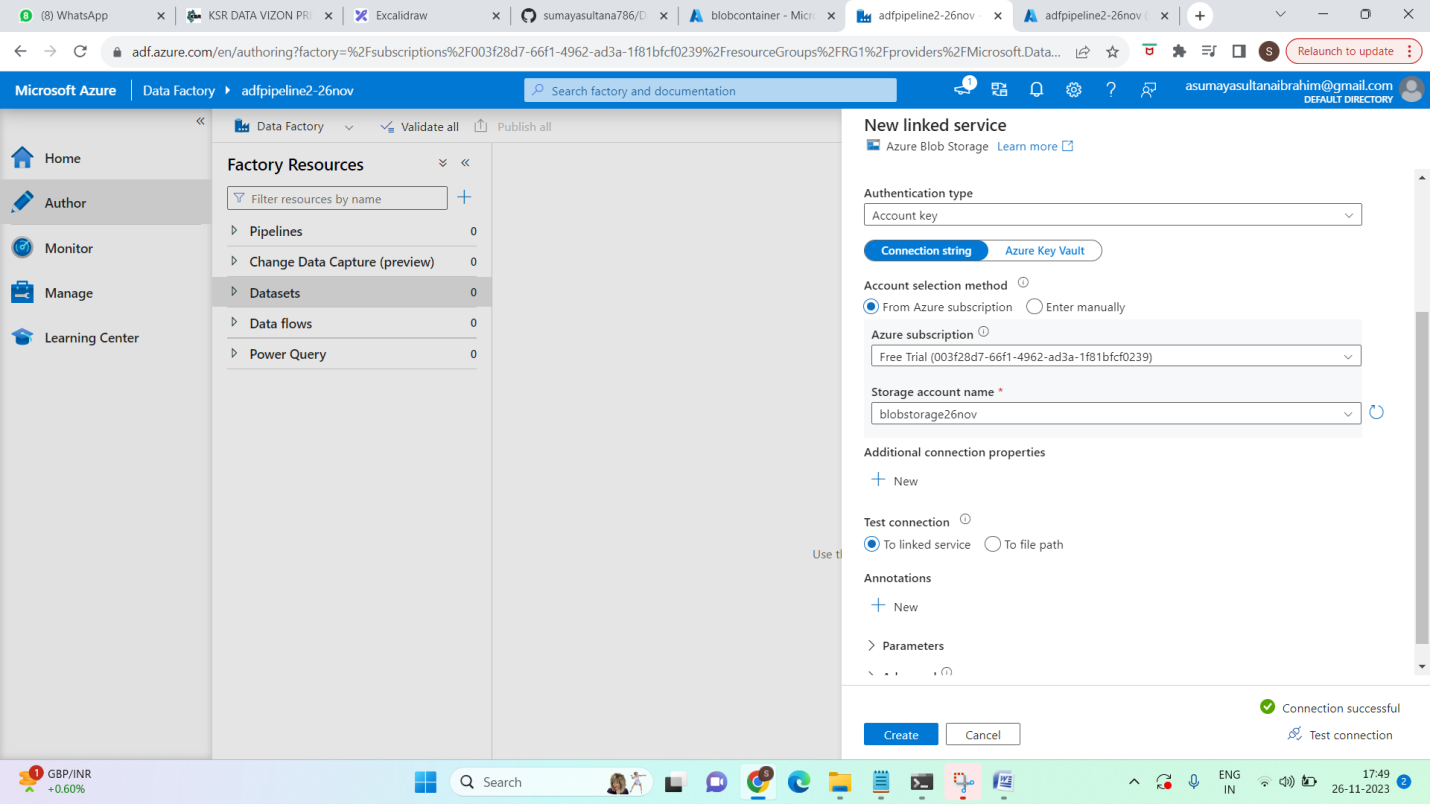 (8) WhatsApp
KSR DATA VIZON PR
Excalidraw
sumayasultana786/D
blobcontainer - Micro
adfpipeline2-26nov -
adfpipeline2-26nov (
adf.azure.com/en/authoring?factory=%2Fsubscriptions%2F003f28d7-66f1-4962-ad3a-1f81bfcf0239%2FresourceGroups%2FRG1%2Fproviders%2FMicrosoft.Data...
S
Relaunch to update
Microsoft Azure
Data Factory
adfpipeline2-26nov
Search factory and documentation
1
asumayasultanaibrahim@gmail.com
DEFAULT DIRECTORY
Home
Author
Monitor
Manage
Learning Center
Data Factory
Validate all
Publish all
Factory Resources
Filter resources by name
Pipelines 0
Change Data Capture (preview) 0
Datasets 0
Data flows 0
Power Query 0
New linked service
Azure Blob Storage Learn more
Authentication type
Account key
Connection string
Azure Key Vault
Account selection method
From Azure subscription
Enter manually
Azure subscription
Free Trial (003f28d7-66f1-4962-ad3a-1f81bfcf0239)
Storage account name *
blobstorage26nov
Additional connection properties
New
Test connection
To linked service
To file path
Annotations
New
Parameters
Connection successful
Create
Cancel
Test connection
1
GBP/INR
+0.60%
Search
S
ENG
IN
17:49
26-11-2023
2